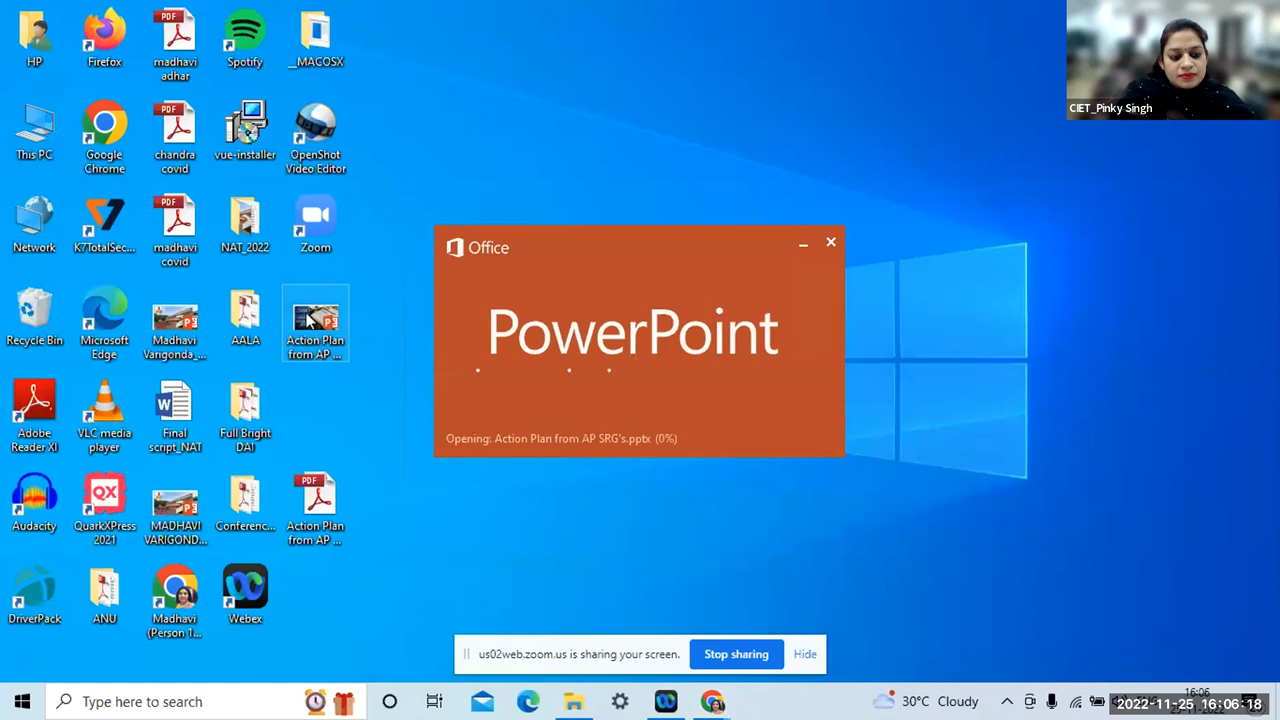 HP
Firefox
PDF
madhavi
adhar
Spotify
__MACOSX
CIET_Pinky Singh
This PC
Google
Chrome
PDF
chandra
covid
vue-installer
OpenShot
Video Editor
Network
K7TotalSec...
PDF
madhavi
covid
NAT_2022
Zoom
Office
PowerPoint
Opening: Action Plan from AP SRG's.pptx (0%)
Recycle Bin
Microsoft
Edge
Madhavi
Varigonda_...
AALA
Action Plan
from AP ...
Adobe
Reader XI
VLC media
player
Final
script_NAT
Full Bright
DAI
Audacity
QX
QuarkXPress
2021
MADHAVI
VARIGOND...
Conferenc...
PDF
Action Plan
from AP ...
DriverPack
ANU
Madhavi
(Person 1...
Webex
us02web.zoom.us is sharing your screen.
Stop sharing
Hide
Type here to search
30°C Cloudy
16:06
2022-11-25 16:06:18